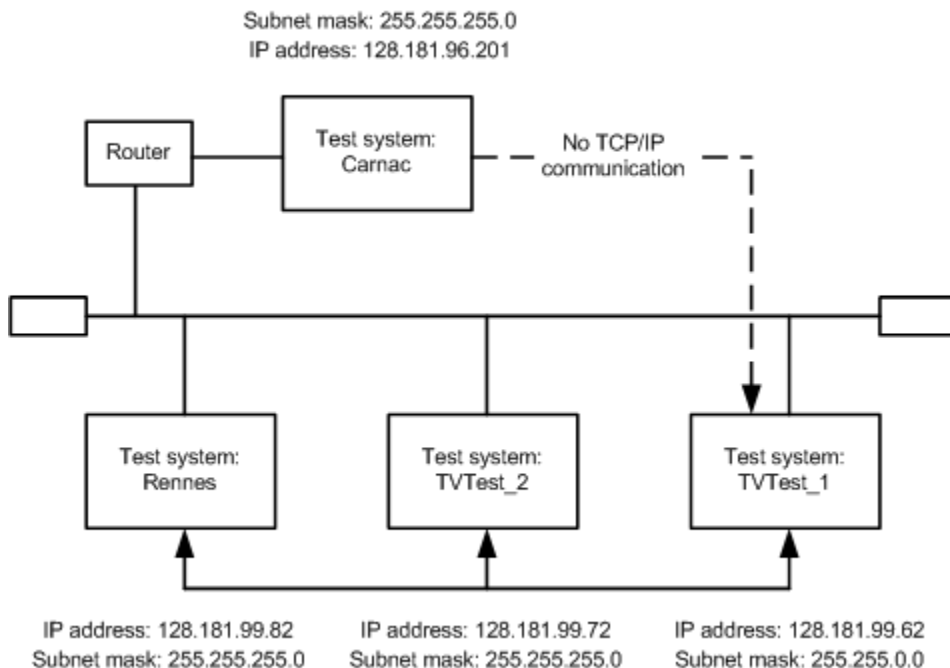 Subnet mask: 255.255.255.0
IP address: 128.181.96.201
Router
Test system:
Carnac
No TCP/IP
communication
Test system:
Rennes
Test system:
TVTest_2
Test system:
TVTest_1
IP address: 128.181.99.82
Subnet mask: 255.255.255.0
IP address: 128.181.99.72
Subnet mask: 255.255.255.0
IP address: 128.181.99.62
Subnet mask: 255.255.0.0